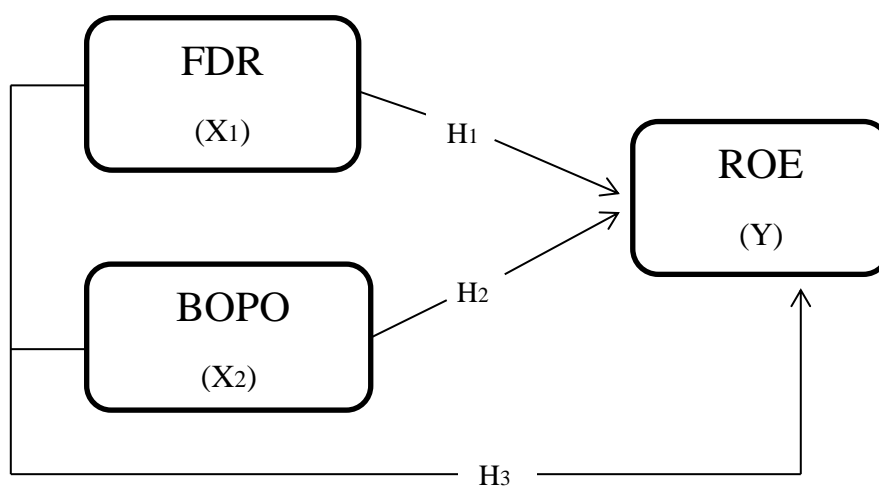 FDR
(X1)
H1
ROE
(Y)
BOPO
(X2)
H2
H3